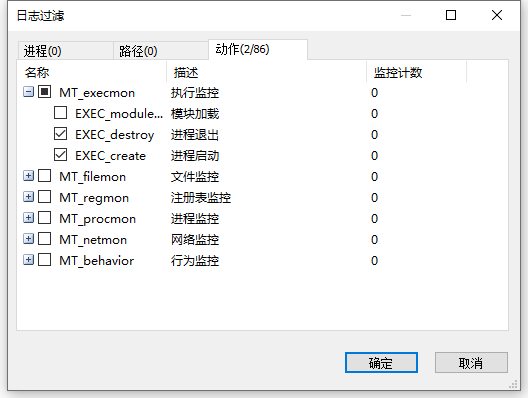 日志过滤
进程(0) 路径(0) 动作(2/86)
名称 描述 监控计数
MT_execmon 执行监控 0
EXEC_module... 模块加载 0
EXEC_destroy 进程退出 0
EXEC_create 进程启动 0
MT_filemon 文件监控 0
MT_regmon 注册表监控 0
MT_procmon 进程监控 0
MT_netmon 网络监控 0
MT_behavior 行为监控 0
确定 取消